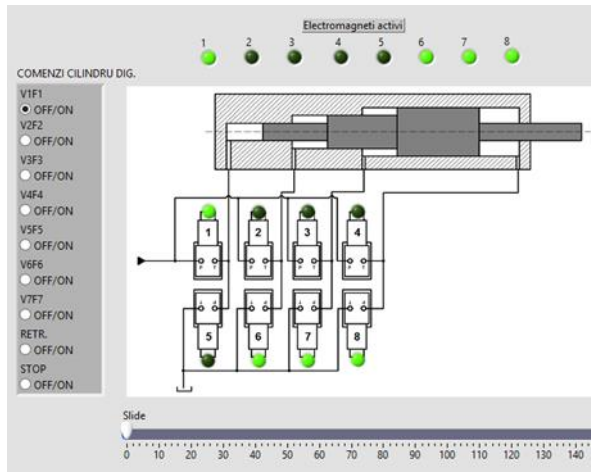 Electromagneti activi
1 2 3 4 5 6 7 8
COMENZI CILINDRU DIG.
V1F1
OFF/ON
V2F2
OFF/ON
V3F3
OFF/ON
V4F4
OFF/ON
V5F5
OFF/ON
V6F6
OFF/ON
V7F7
OFF/ON
RETR.
OFF/ON
STOP
OFF/ON
1 2 3 4
P T P T P T P T
5 6 7 8
Slide
0 10 20 30 40 50 60 70 80 90 100 110 120 130 140